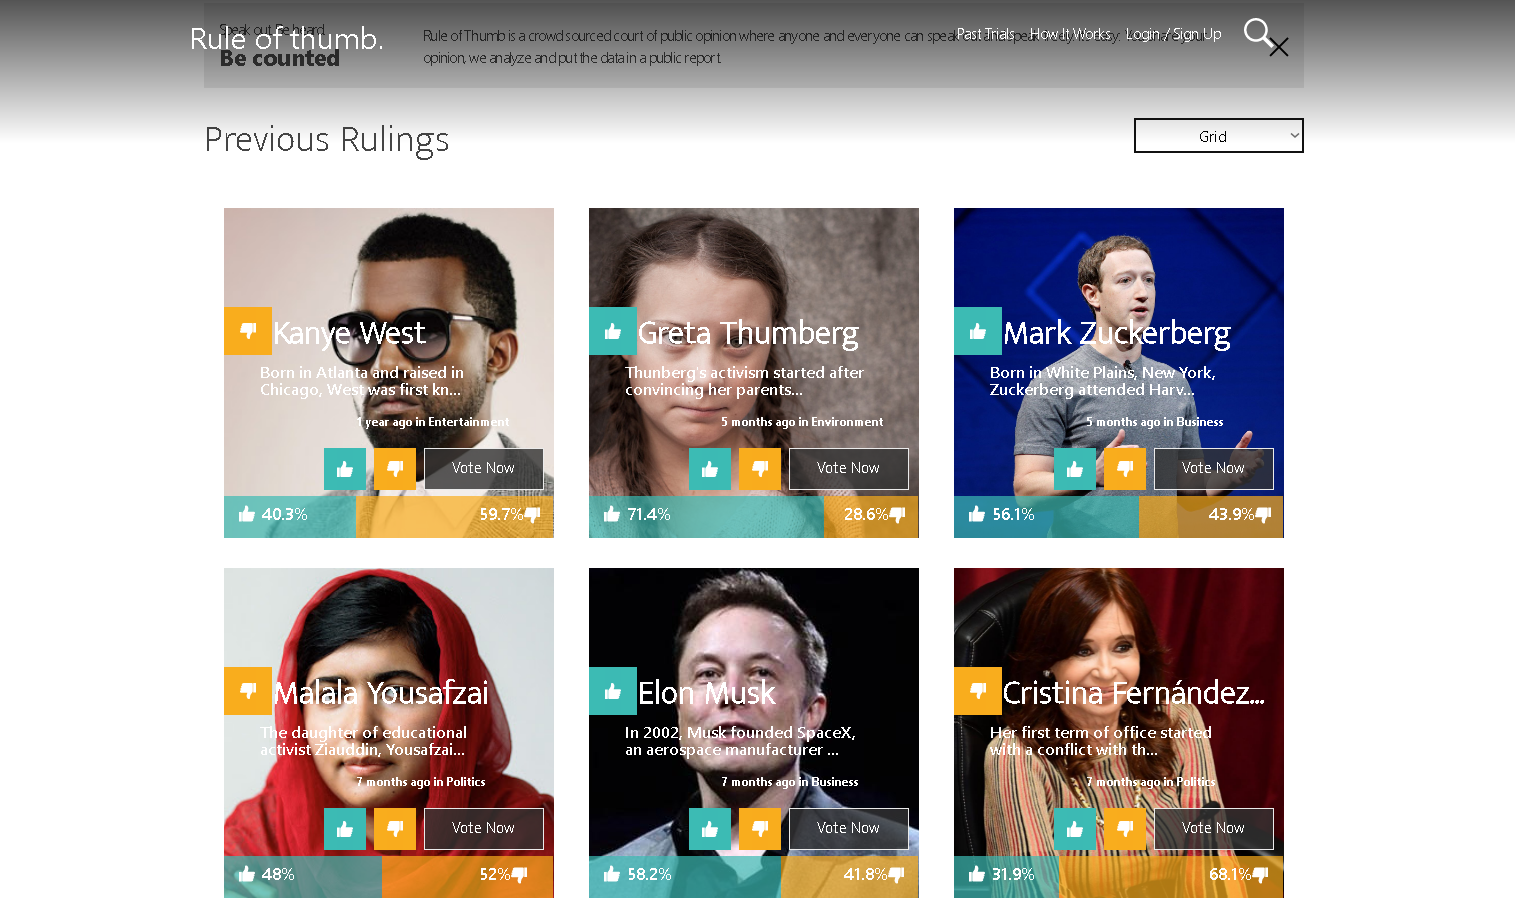 Speak out. Be heard
Rule of thumb.
Be counted
Rule of Thumb is a crowd sourced court of public opinion where anyone and everyone can speak
opinion, we analyze and put the data in a public report.
Past Trials How It Works Login / Sign Up
Previous Rulings
Grid
Kanye West
Born in Atlanta and raised in
Chicago, West was first kn...
1 year ago in Entertainment
Vote Now
40.3%
59.7%
Greta Thumberg
Thunberg's activism started after
convincing her parents...
5 months ago in Environment
Vote Now
71.4%
28.6%
Mark Zuckerberg
Born in White Plains, New York,
Zuckerberg attended Harv...
5 months ago in Business
Vote Now
56.1%
43.9%
Malala Yousafzai
The daughter of educational
activist Ziauddin, Yousafzai...
7 months ago in Politics
Vote Now
48%
52%
Elon Musk
In 2002, Musk founded SpaceX,
an aerospace manufacturer ...
7 months ago in Business
Vote Now
58.2%
41.8%
Cristina Fernández...
Her first term of office started
with a conflict with th...
7 months ago in Politics
Vote Now
31.9%
68.1%